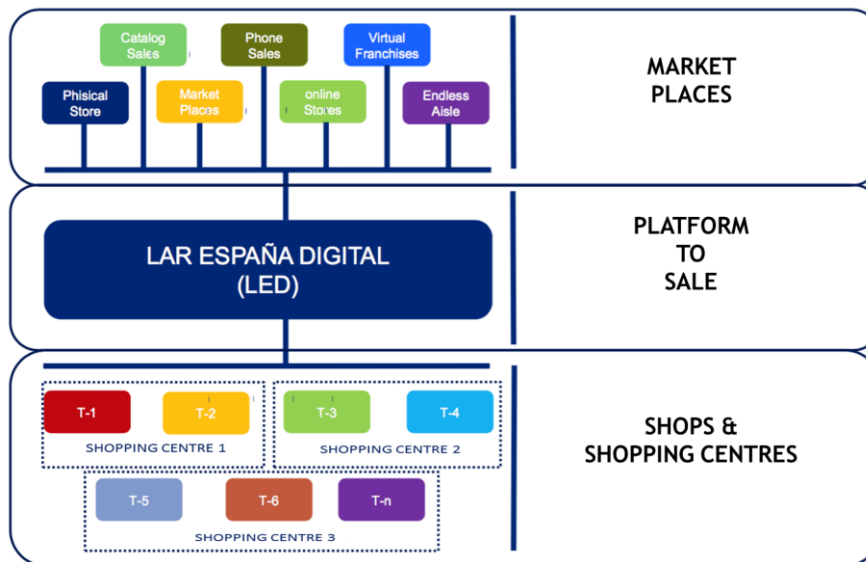 Catalog
Sales
Phone
Sales
Virtual
Franchises
Phisical
Store
Market
Places
online
Stores
Endless
Aisle
MARKET
PLACES
LAR ESPAÑA DIGITAL
(LED)
PLATFORM
TO
SALE
T-1
T-2
T-3
T-4
SHOPPING CENTRE 1
SHOPPING CENTRE 2
T-5
T-6
T-n
SHOPPING CENTRE 3
SHOPS &
SHOPPING CENTRES